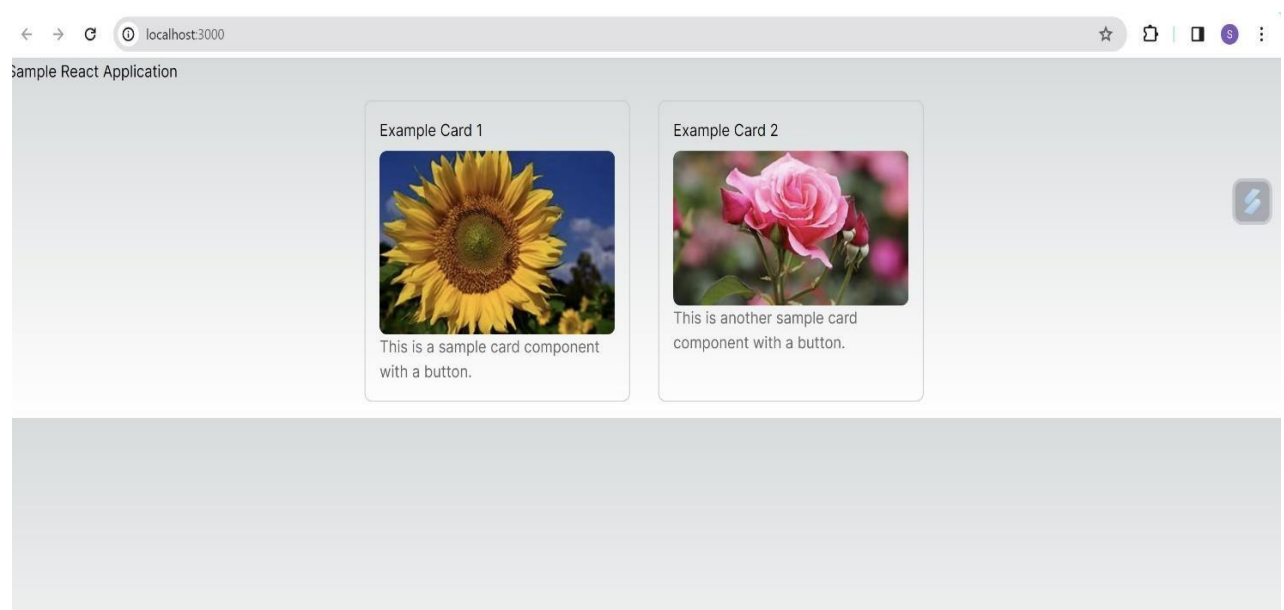 localhost:3000
S
Sample React Application
Example Card 1
Example Card 2
This is a sample card component
with a button.
This is another sample card
component with a button.